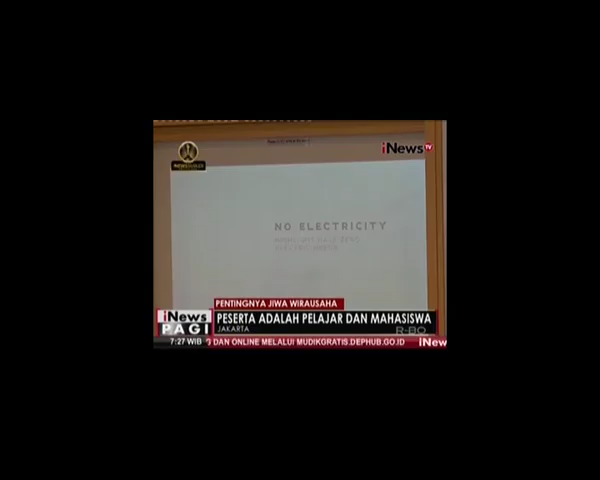 iNews TV
NO ELECTRICITY
PENTINGNYA JIWA WIRAUSAHA
iNews
PAGI
PESERTA ADALAH PELAJAR DAN MAHASISWA
JAKARTA
R-BO
7:27 WIB
DAN ONLINE MELALUI MUDIKGRATIS.DEPHUB.GO.ID
iNew